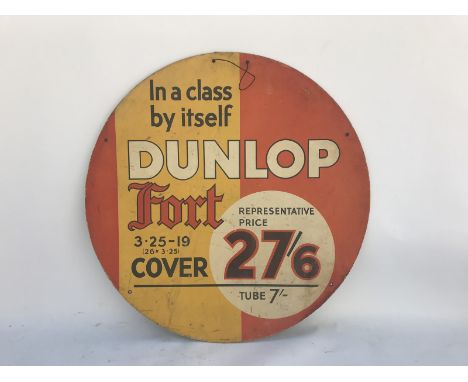 In a class
by itself
DUNLOP
Fort
3·25-19
(26×3·25)
COVER
REPRESENTATIVE
PRICE
27/6
TUBE 7/-